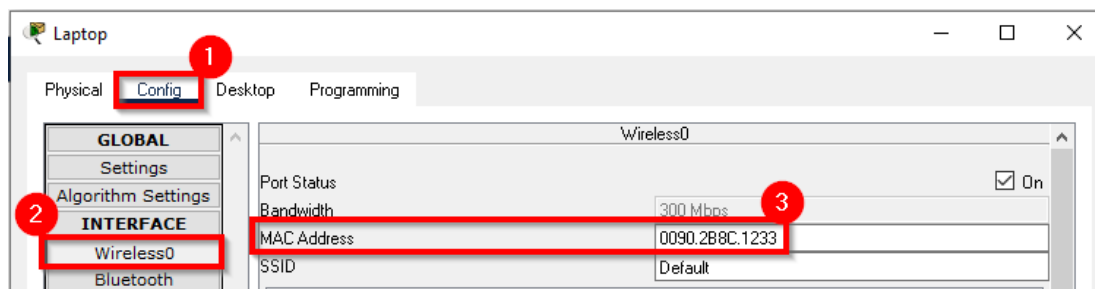 Laptop
1
Physical Config Desktop Programming
GLOBAL
Settings
Algorithm Settings
2
INTERFACE
Wireless0
Bluetooth
Wireless0
Port Status On
Bandwidth 300 Mbps
3
MAC Address 0090.2B8C.1233
SSID Default